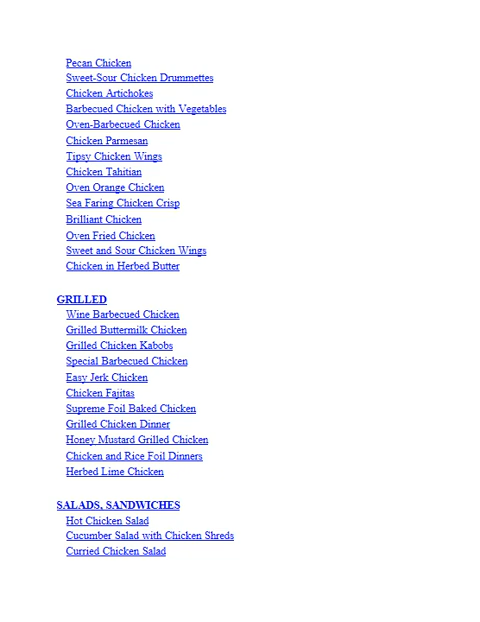 Pecan Chicken
Sweet-Sour Chicken Drummettes
Chicken Artichokes
Barbecued Chicken with Vegetables
Oven-Barbecued Chicken
Chicken Parmesan
Tipsy Chicken Wings
Chicken Tahitian
Oven Orange Chicken
Sea Faring Chicken Crisp
Brilliant Chicken
Oven Fried Chicken
Sweet and Sour Chicken Wings
Chicken in Herbed Butter
GRILLED
Wine Barbecued Chicken
Grilled Buttermilk Chicken
Grilled Chicken Kabobs
Special Barbecued Chicken
Easy Jerk Chicken
Chicken Fajitas
Supreme Foil Baked Chicken
Grilled Chicken Dinner
Honey Mustard Grilled Chicken
Chicken and Rice Foil Dinners
Herbed Lime Chicken
SALADS, SANDWICHES
Hot Chicken Salad
Cucumber Salad with Chicken Shreds
Curried Chicken Salad